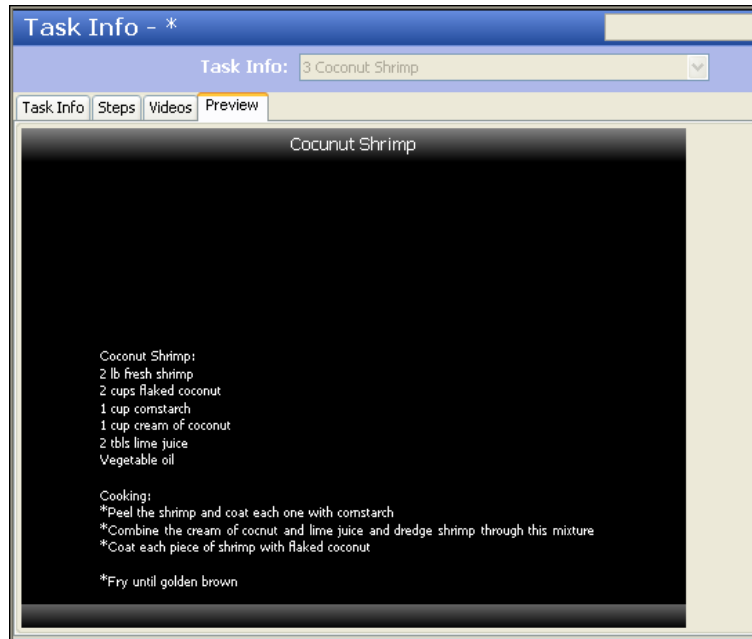 Task Info - *
Task Info: 3 Coconut Shrimp
Task Info Steps Videos Preview
Cocunut Shrimp
Coconut Shrimp:
2 lb fresh shrimp
2 cups flaked coconut
1 cup cornstarch
1 cup cream of coconut
2 tbls lime juice
Vegetable oil
Cooking:
*Peel the shrimp and coat each one with cornstarch
*Combine the cream of cocnut and lime juice and dredge shrimp through this mixture
*Coat each piece of shrimp with flaked coconut
*Fry until golden brown